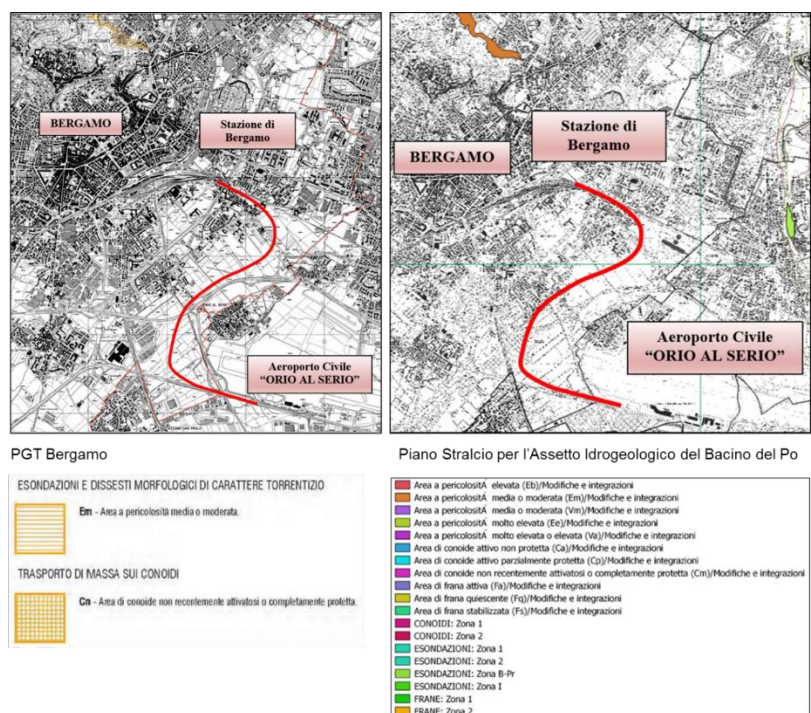 BERGAMO
Stazione di
Bergamo
Aeroporto Civile
“ORIO AL SERIO”
BERGAMO
Stazione di
Bergamo
Aeroporto Civile
“ORIO AL SERIO”
PGT Bergamo
Piano Stralcio per l’Assetto Idrogeologico del Bacino del Po
ESONDAZIONI E DISSESTI MORFOLOGICI DI CARATTERE TORRENTIZIO
Em - Area a pericolosità media o moderata.
TRASPORTO DI MASSA SUI CONOIDI
Cn - Area di conoide non recentemente attivatosi o completamente protetta.
Area a pericolositÁ elevata (Eb)/Modifiche e integrazioni
Area a pericolositÁ media o moderata (Em)/Modifiche e integrazioni
Area a pericolositÁ media o moderata (Vm)/Modifiche e integrazioni
Area a pericolositÁ molto elevata (Ee)/Modifiche e integrazioni
Area a pericolositÁ molto elevata o elevata (Va)/Modifiche e integrazioni
Area di conoide attivo non protetta (Ca)/Modifiche e integrazioni
Area di conoide attivo parzialmente protetta (Cp)/Modifiche e integrazioni
Area di conoide non recentemente attivatosi o completamente protetta (Cm)/Modifiche e integrazioni
Area di frana attiva (Fa)/Modifiche e integrazioni
Area di frana quiescente (Fq)/Modifiche e integrazioni
Area di frana stabilizzata (Fs)/Modifiche e integrazioni
CONOIDI: Zona 1
CONOIDI: Zona 2
ESONDAZIONI: Zona 1
ESONDAZIONI: Zona 2
ESONDAZIONI: Zona B-Pr
ESONDAZIONI: Zona I
FRANE: Zona 1
FRANE: Zona 2